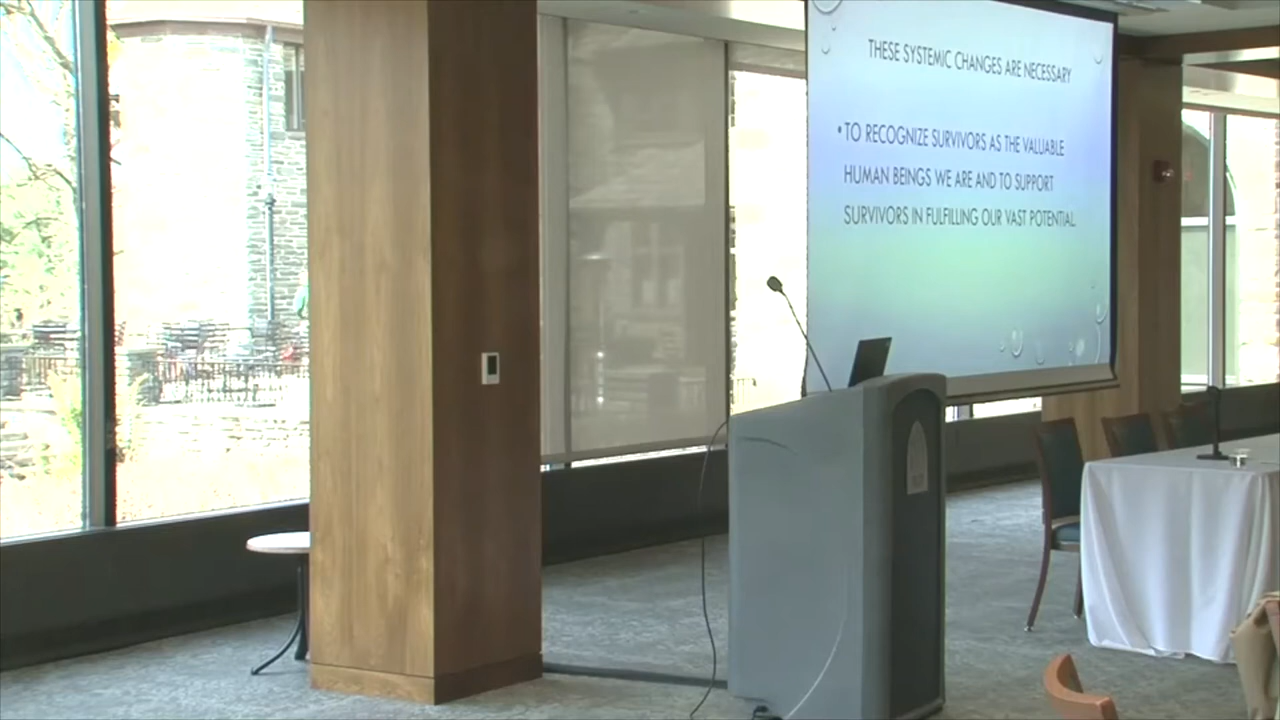 THESE SYSTEMIC CHANGES ARE NECESSARY
• TO RECOGNIZE SURVIVORS AS THE VALUABLE
HUMAN BEINGS WE ARE AND TO SUPPORT
SURVIVORS IN FULFILLING OUR VAST POTENTIAL.